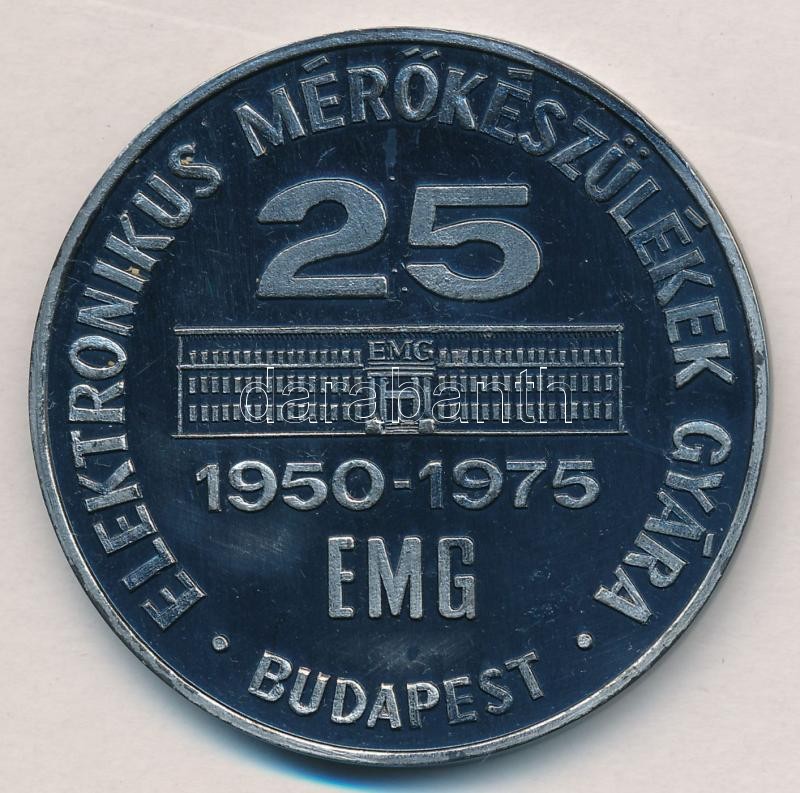 ELEKTRONIKUS MÉRŐKÉSZÜLÉKEK GYÁRA
25
EMG
darabanth
1950-1975
EMG
• BUDAPEST •